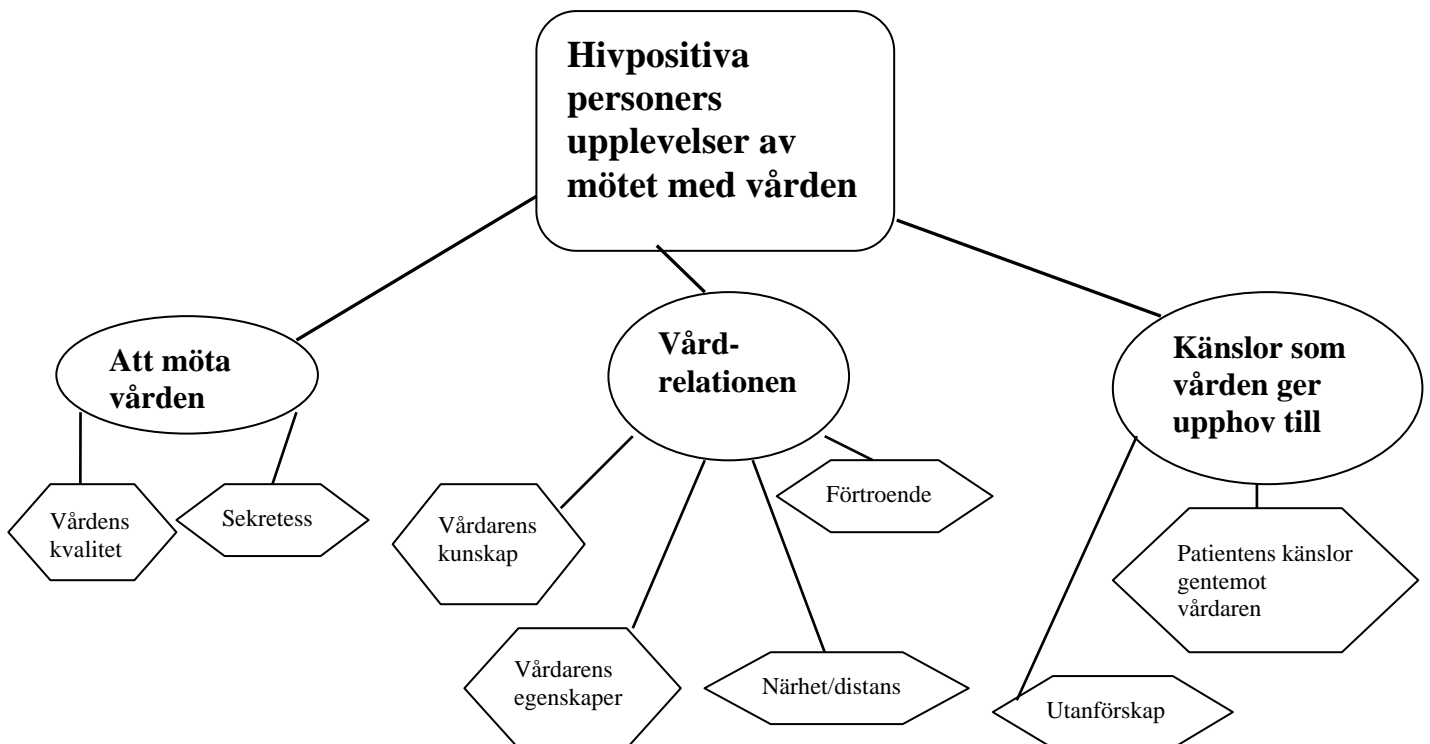 Hivpositiva
personers
upplevelser av
mötet med vården
Att möta
vården
Vård-
relationen
Känslor som
vården ger
upphov till
Vårdens
kvalitet
Sekretess
Vårdarens
kunskap
Förtroende
Vårdarens
egenskaper
Närhet/distans
Patientens känslor
gentemot
vårdaren
Utanförskap